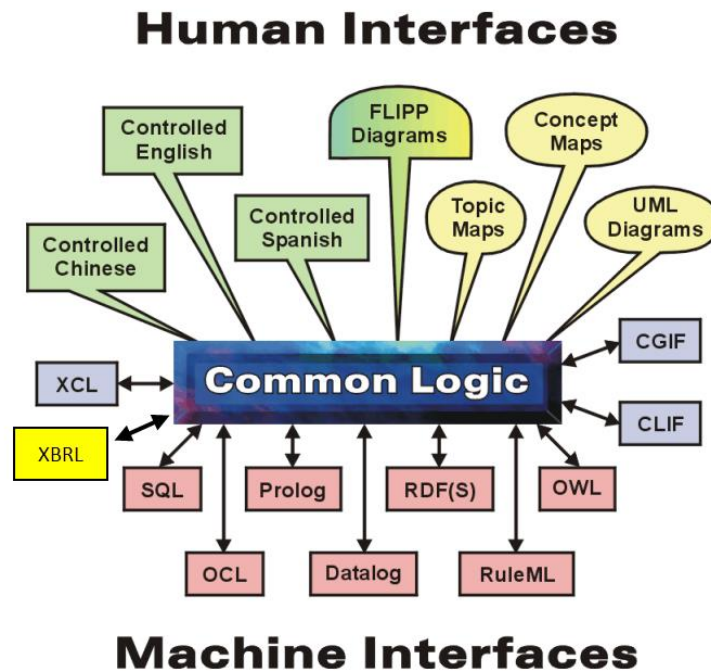 Human Interfaces
FLIPP
Diagrams
Concept
Maps
Controlled
English
Topic
Maps
UML
Diagrams
Controlled
Spanish
Controlled
Chinese
CGIF
XCL
Common Logic
CLIF
XBRL
SQL
Prolog
RDF(S)
OWL
OCL
Datalog
RuleML
Machine Interfaces